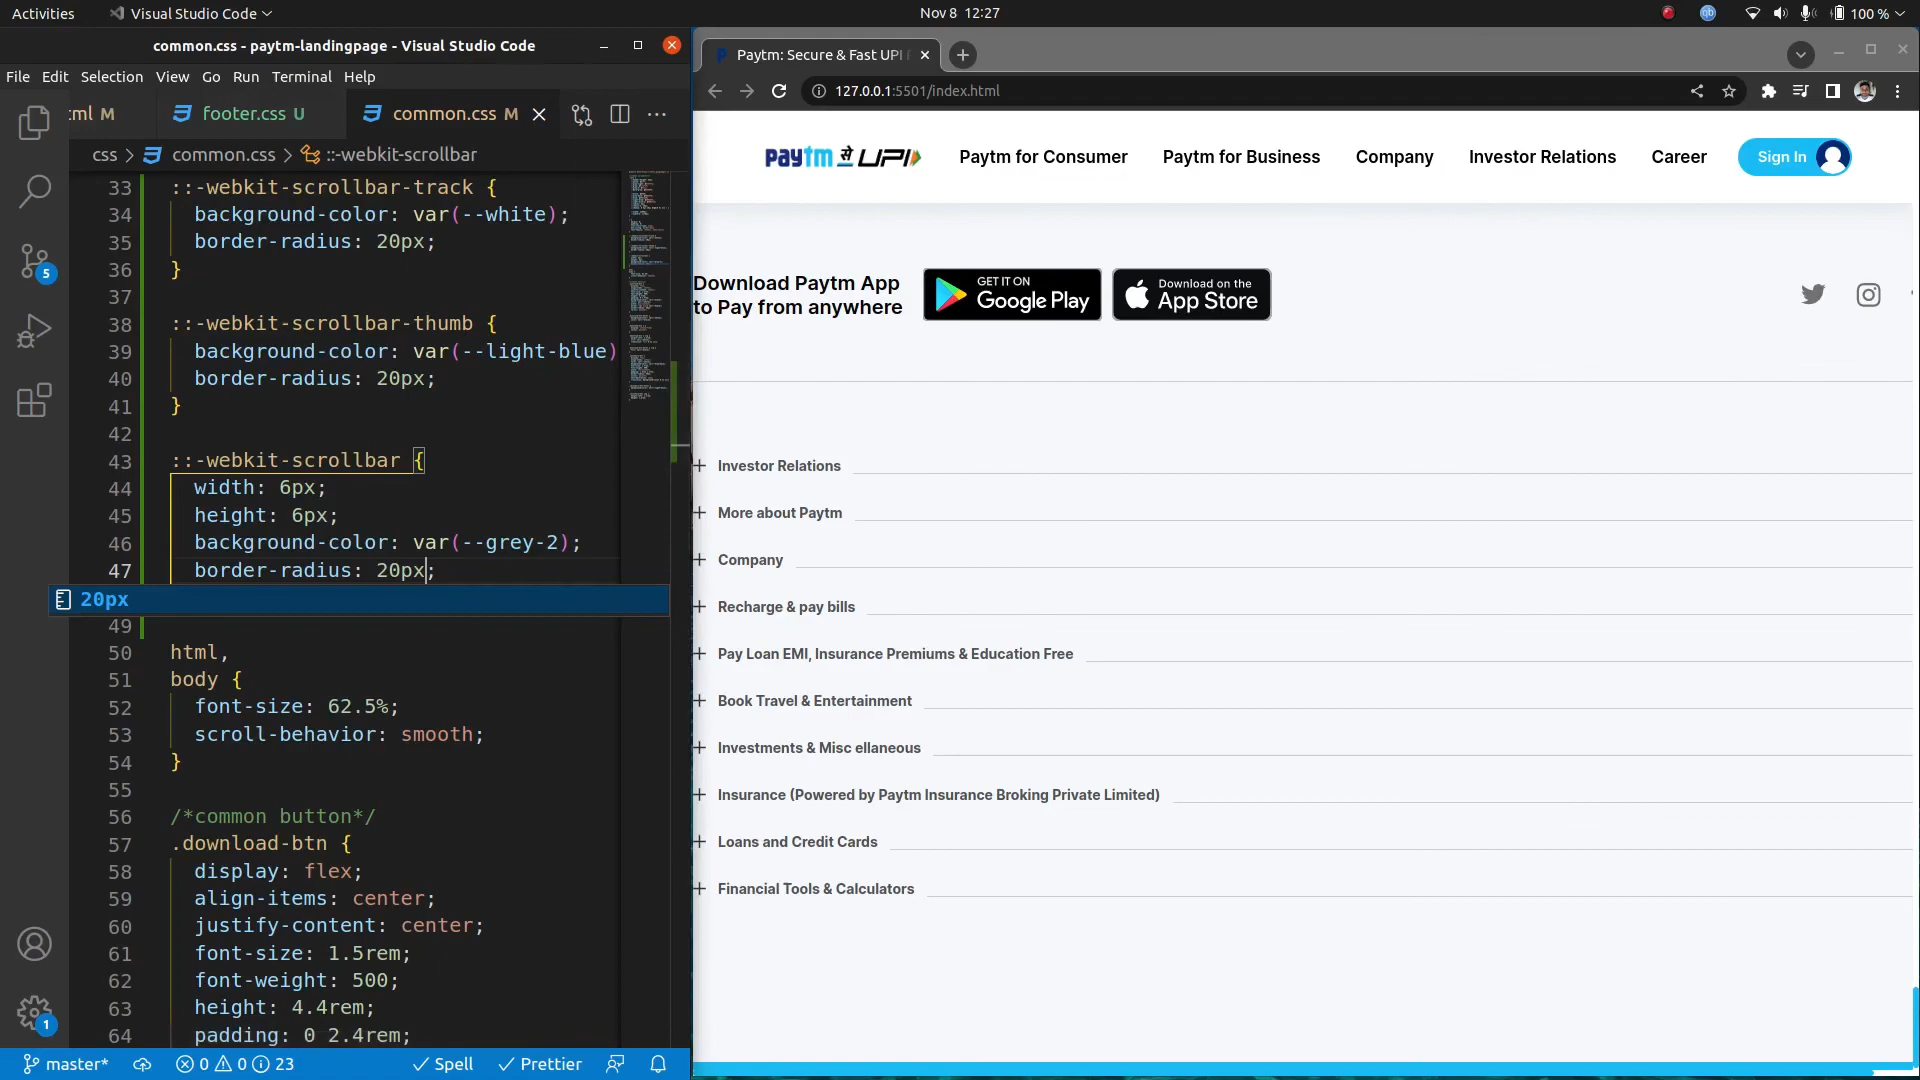 Activities
Visual Studio Code
Nov 8 12:27
100 %
common.css - paytm-landingpage - Visual Studio Code
File Edit Selection View Go Run Terminal Help
ml M
footer.css U
common.css M
css > common.css > ::-webkit-scrollbar
33 ::-webkit-scrollbar-track {
34 background-color: var(--white);
35 border-radius: 20px;
36 }
37
38 ::-webkit-scrollbar-thumb {
39 background-color: var(--light-blue)
40 border-radius: 20px;
41 }
42
43 ::-webkit-scrollbar {
44 width: 6px;
45 height: 6px;
46 background-color: var(--grey-2);
47 border-radius: 20px;
20px
49
50 html,
51 body {
52 font-size: 62.5%;
53 scroll-behavior: smooth;
54 }
55
56 /*common button*/
57 .download-btn {
58 display: flex;
59 align-items: center;
60 justify-content: center;
61 font-size: 1.5rem;
62 font-weight: 500;
63 height: 4.4rem;
64 padding: 0 2.4rem;
5
1
master*
0 0 23
Spell
Prettier
Paytm: Secure & Fast UPI
127.0.0.1:5501/index.html
paytm से UPI
Paytm for Consumer
Paytm for Business
Company
Investor Relations
Career
Sign In
Download Paytm App
to Pay from anywhere
GET IT ON
Google Play
Download on the
App Store
Investor Relations
More about Paytm
Company
Recharge & pay bills
Pay Loan EMI, Insurance Premiums & Education Free
Book Travel & Entertainment
Investments & Misc ellaneous
Insurance (Powered by Paytm Insurance Broking Private Limited)
Loans and Credit Cards
Financial Tools & Calculators